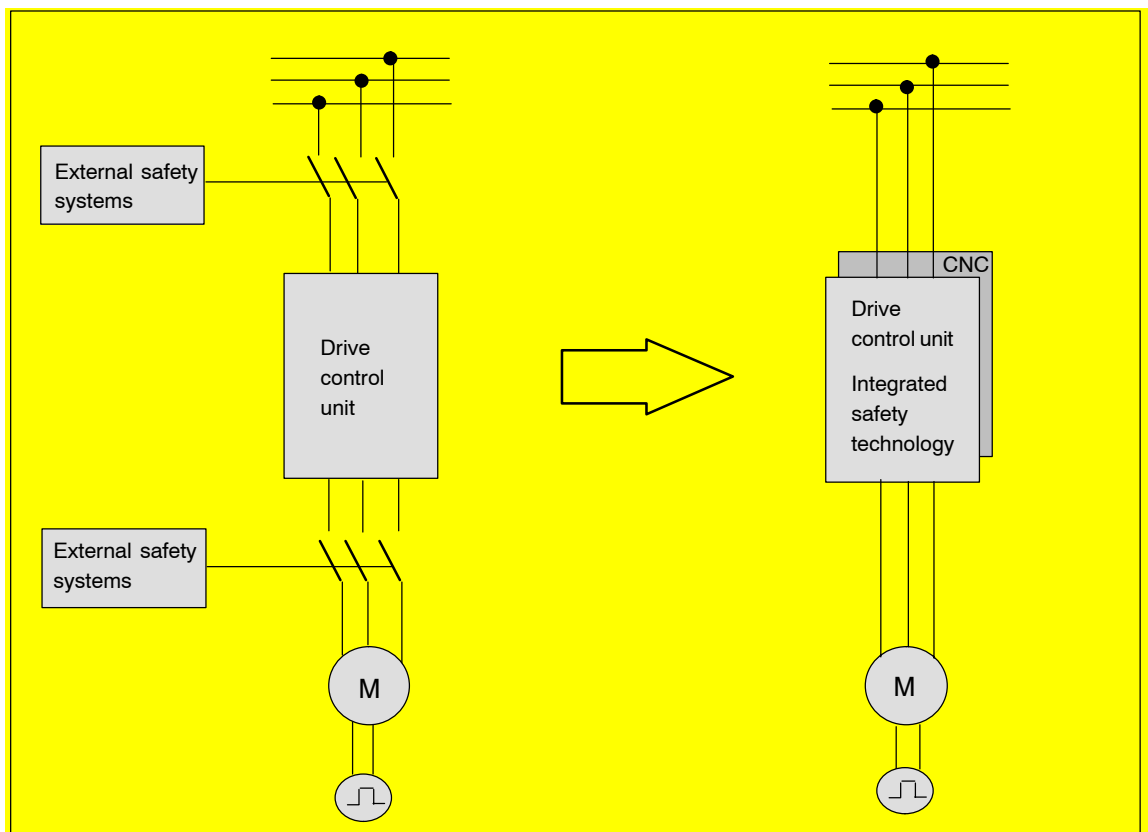 External safety
systems
Drive
control
unit
External safety
systems
M
CNC
Drive
control unit
Integrated
safety
technology
M